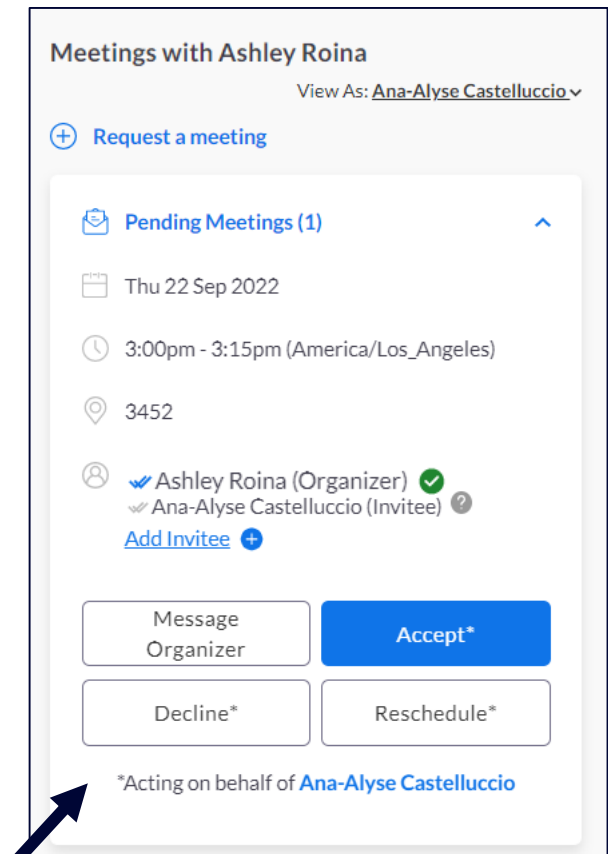 Meetings with Ashley Roina
View As: Ana-Alyse Castelluccio
Request a meeting
Pending Meetings (1)
Thu 22 Sep 2022
3:00pm - 3:15pm (America/Los_Angeles)
3452
Ashley Roina (Organizer)
Ana-Alyse Castelluccio (Invitee) ?
Add Invitee +
Message
Organizer
Accept*
Decline*
Reschedule*
*Acting on behalf of Ana-Alyse Castelluccio